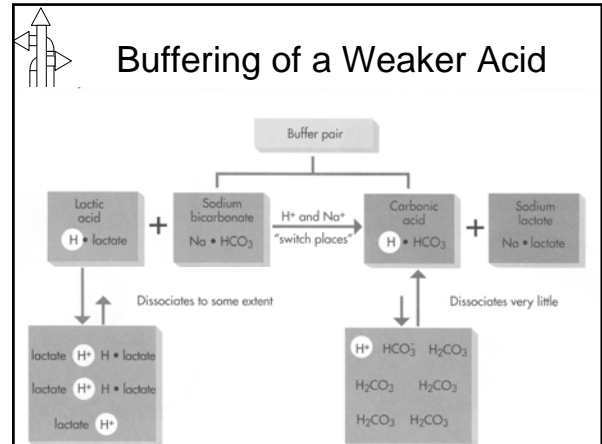 Buffering of a Weaker Acid
Buffer pair
Lactic
acid
H • lactate
+
Sodium
bicarbonate
Na • HCO₃
H⁺ and Na⁺
"switch places"
Carbonic
acid
H • HCO₃
+
Sodium
lactate
Na • lactate
Dissociates to some extent
Dissociates very little
lactate H⁺ H • lactate
lactate H⁺ H • lactate
lactate H⁺
H⁺ HCO₃⁻ H₂CO₃
H₂CO₃ H₂CO₃
H₂CO₃ H₂CO₃